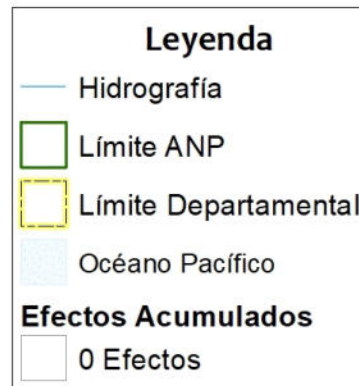 Leyenda
Hidrografía
Límite ANP
Límite Departamental
Océano Pacífico
Efectos Acumulados
0 Efectos